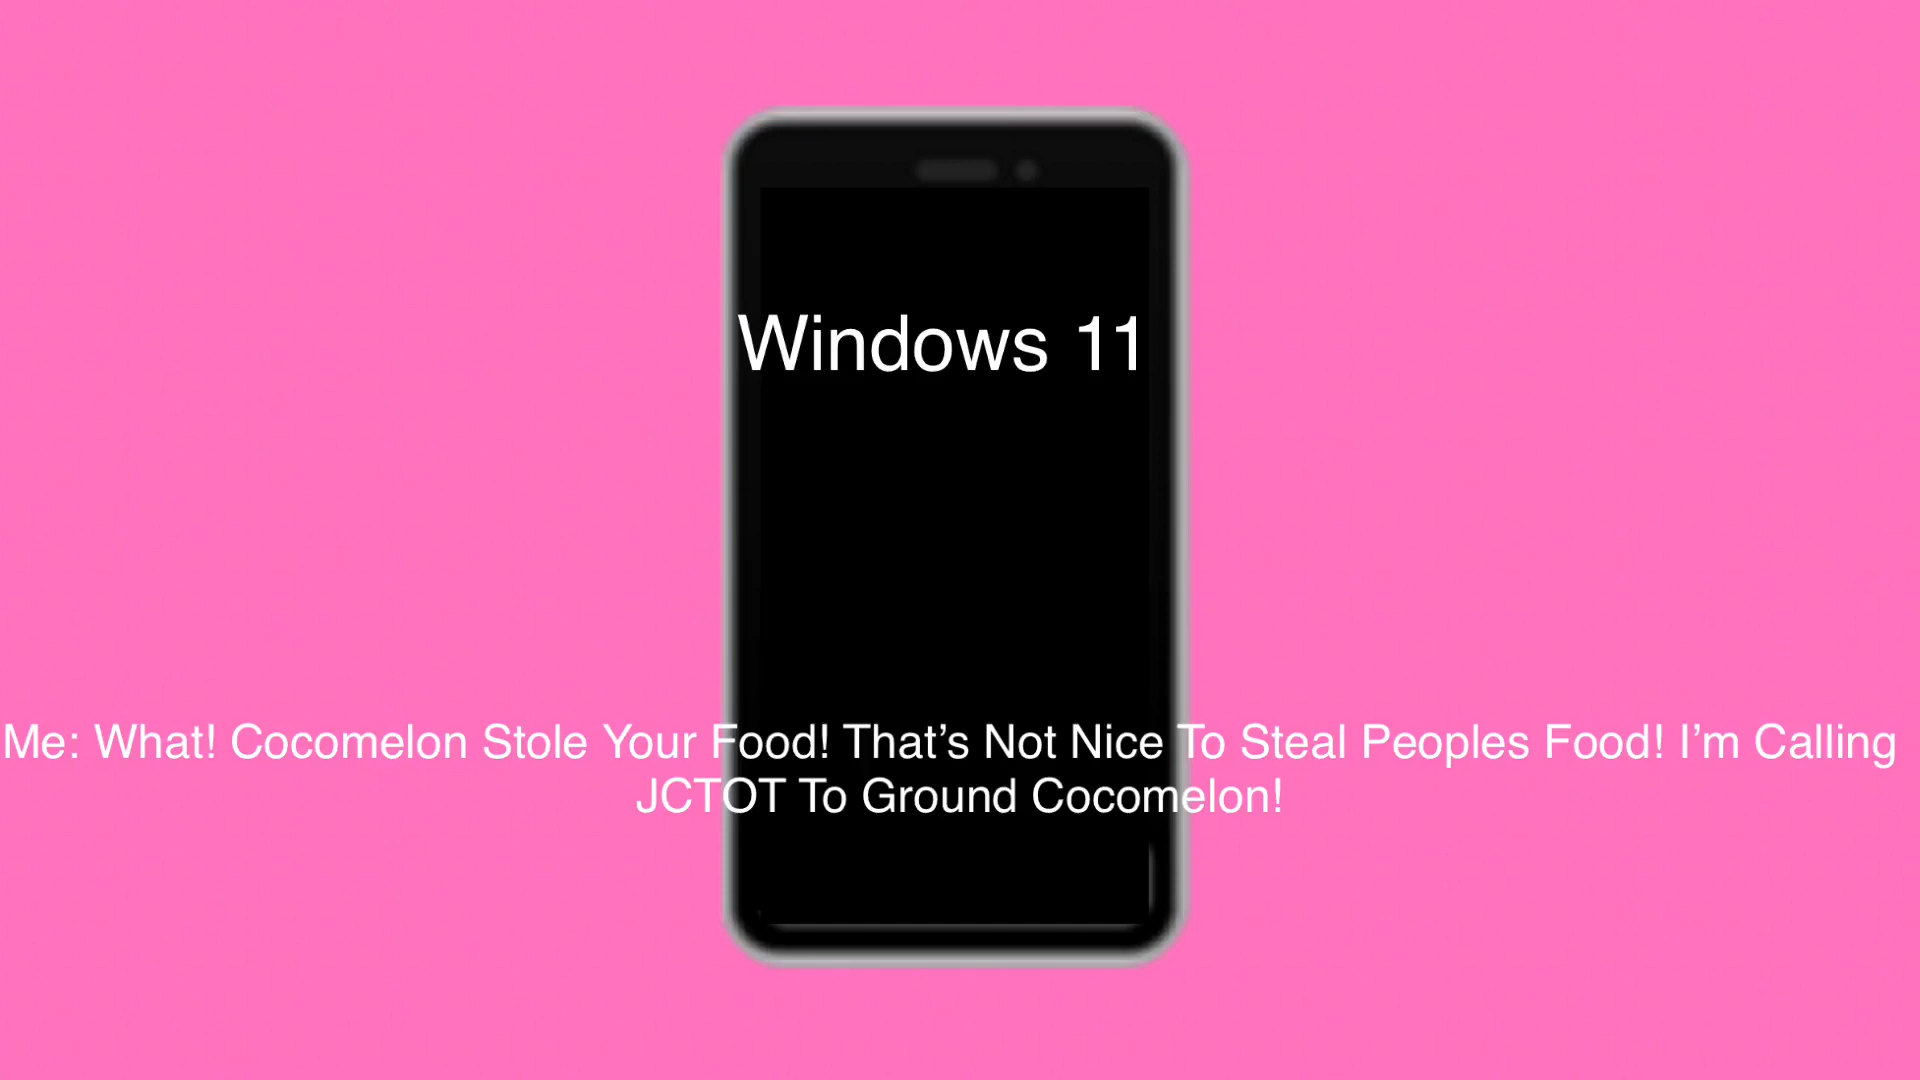 Windows 11
Me: What! Cocomelon Stole Your Food! That’s Not Nice To Steal Peoples Food! I’m Calling
JCTOT To Ground Cocomelon!